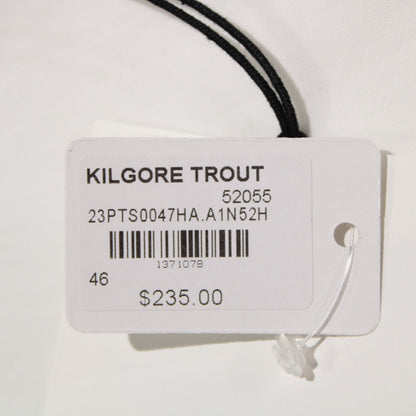 KILGORE TROUT
52055
23PTS0047HA.A1N52H
1371078
46
$235.00